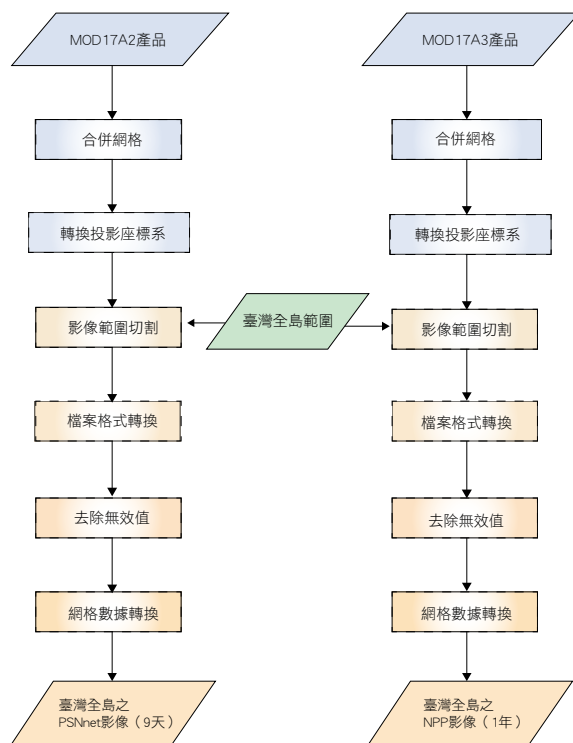 MOD17A2產品
合併網格
轉換投影座標系
影像範圍切割
檔案格式轉換
去除無效值
網格數據轉換
臺灣全島之
PSNnet影像（9天）
臺灣全島範圍
MOD17A3產品
合併網格
轉換投影座標系
影像範圍切割
檔案格式轉換
去除無效值
網格數據轉換
臺灣全島之
NPP影像（1年）